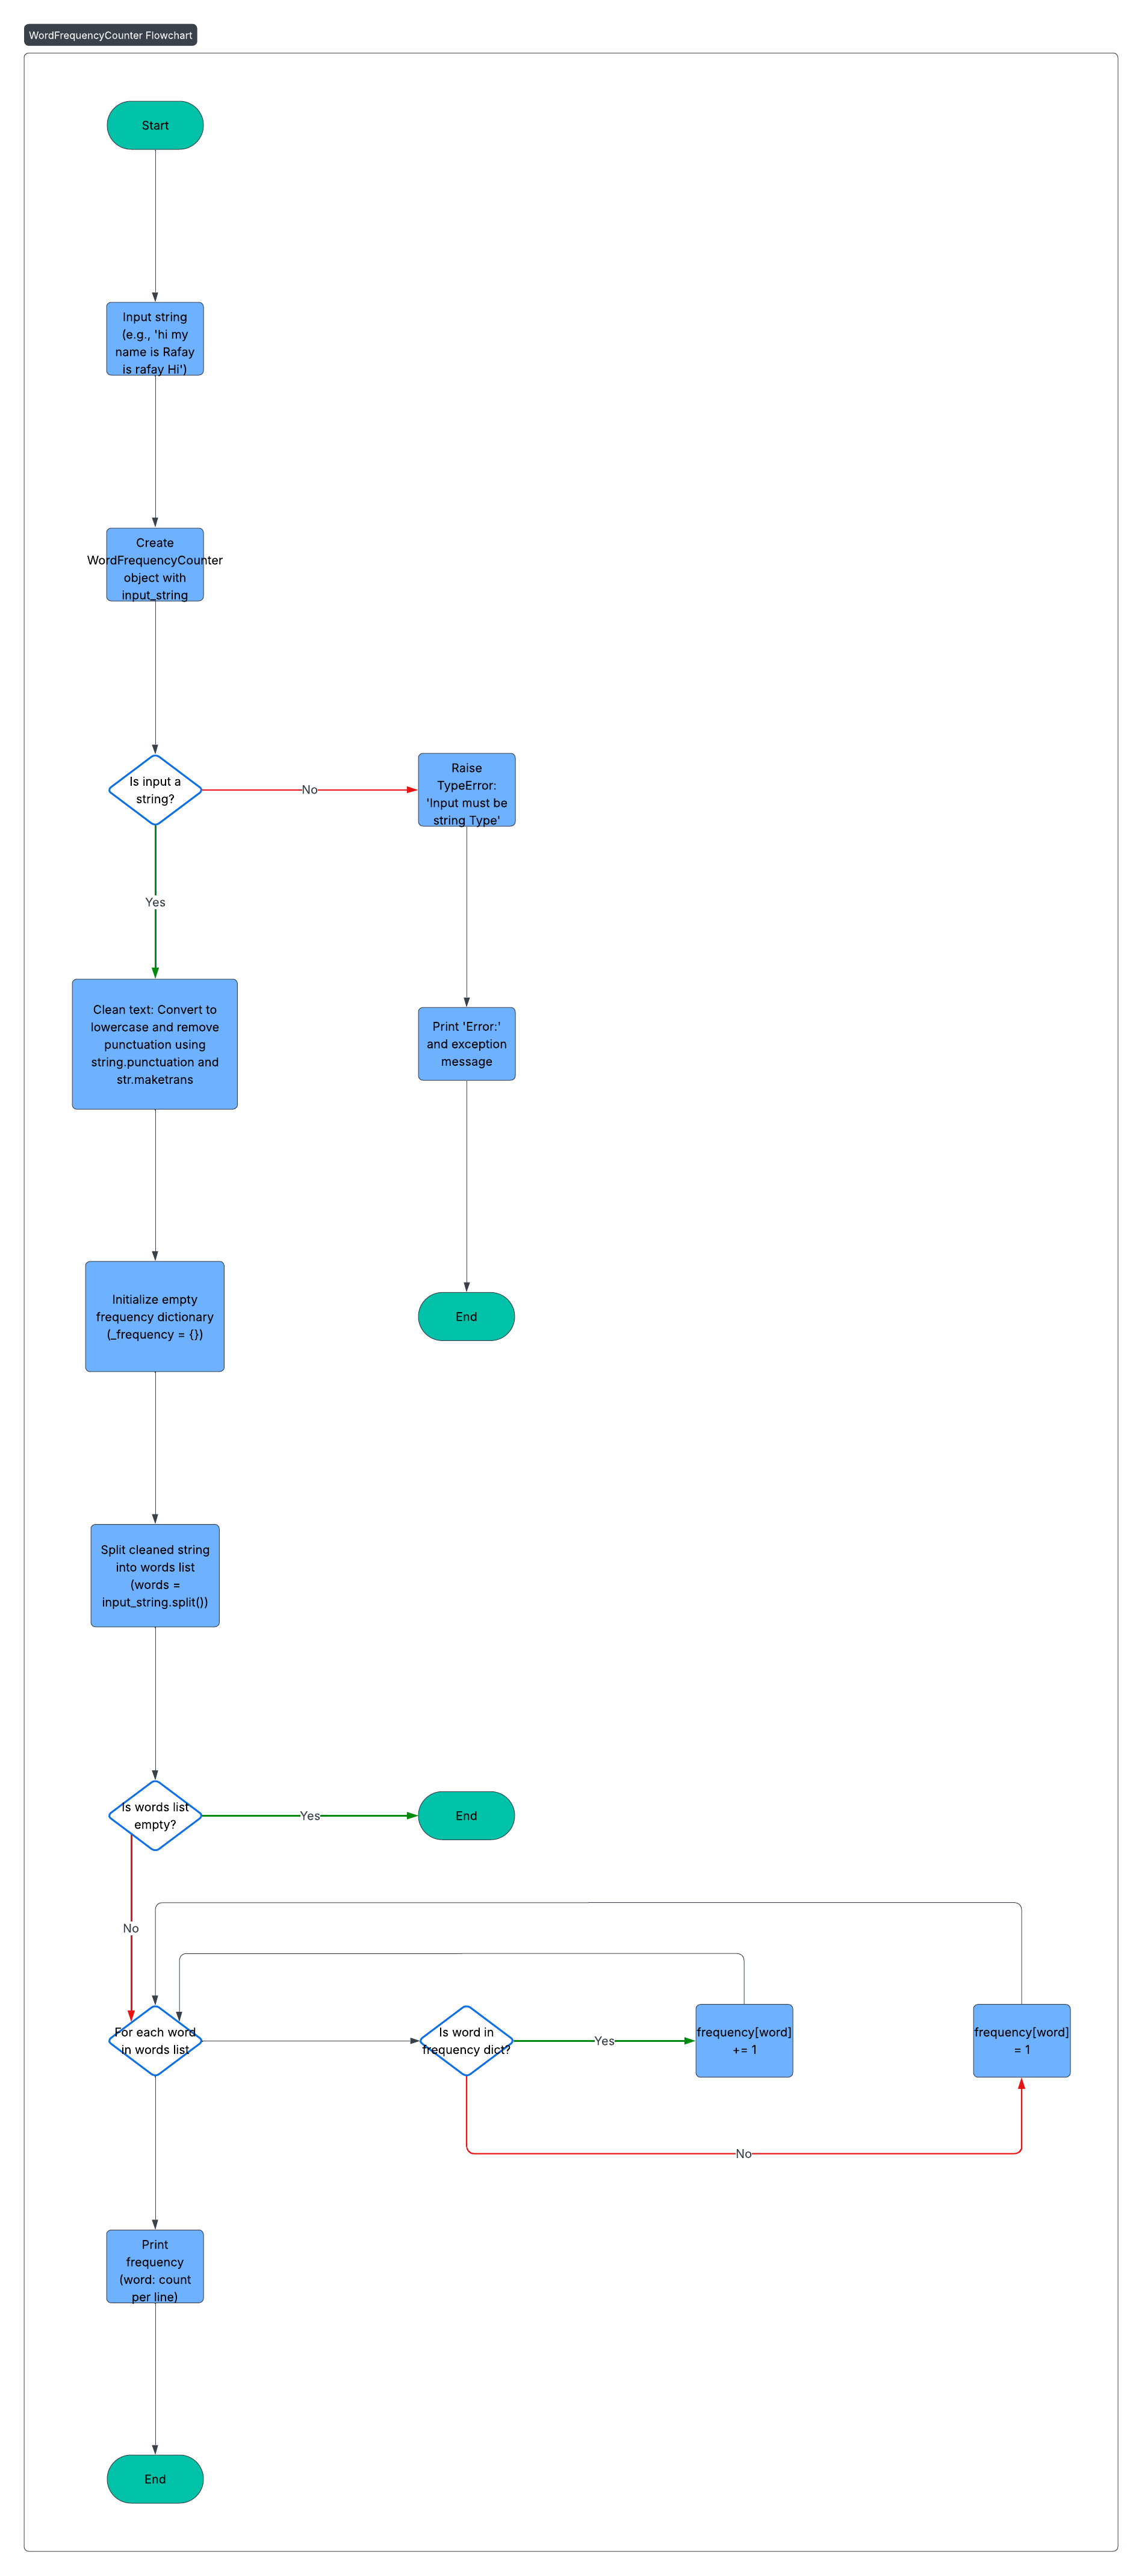 WordFrequencyCounter Flowchart
Start
Input string
(e.g., 'hi my
name is Rafay
is rafay Hi')
Create
WordFrequencyCounter
object with
input_string
Is input a
string?
No
Raise
TypeError:
'Input must be
string Type'
Yes
Clean text: Convert to
lowercase and remove
punctuation using
string.punctuation and
str.maketrans
Print 'Error:'
and exception
message
Initialize empty
frequency dictionary
(_frequency = {})
End
Split cleaned string
into words list
(words =
input_string.split())
Is words list
empty?
Yes
End
No
For each word
in words list
Is word in
frequency dict?
Yes
frequency[word]
+= 1
frequency[word]
= 1
No
Print
frequency
(word: count
per line)
End